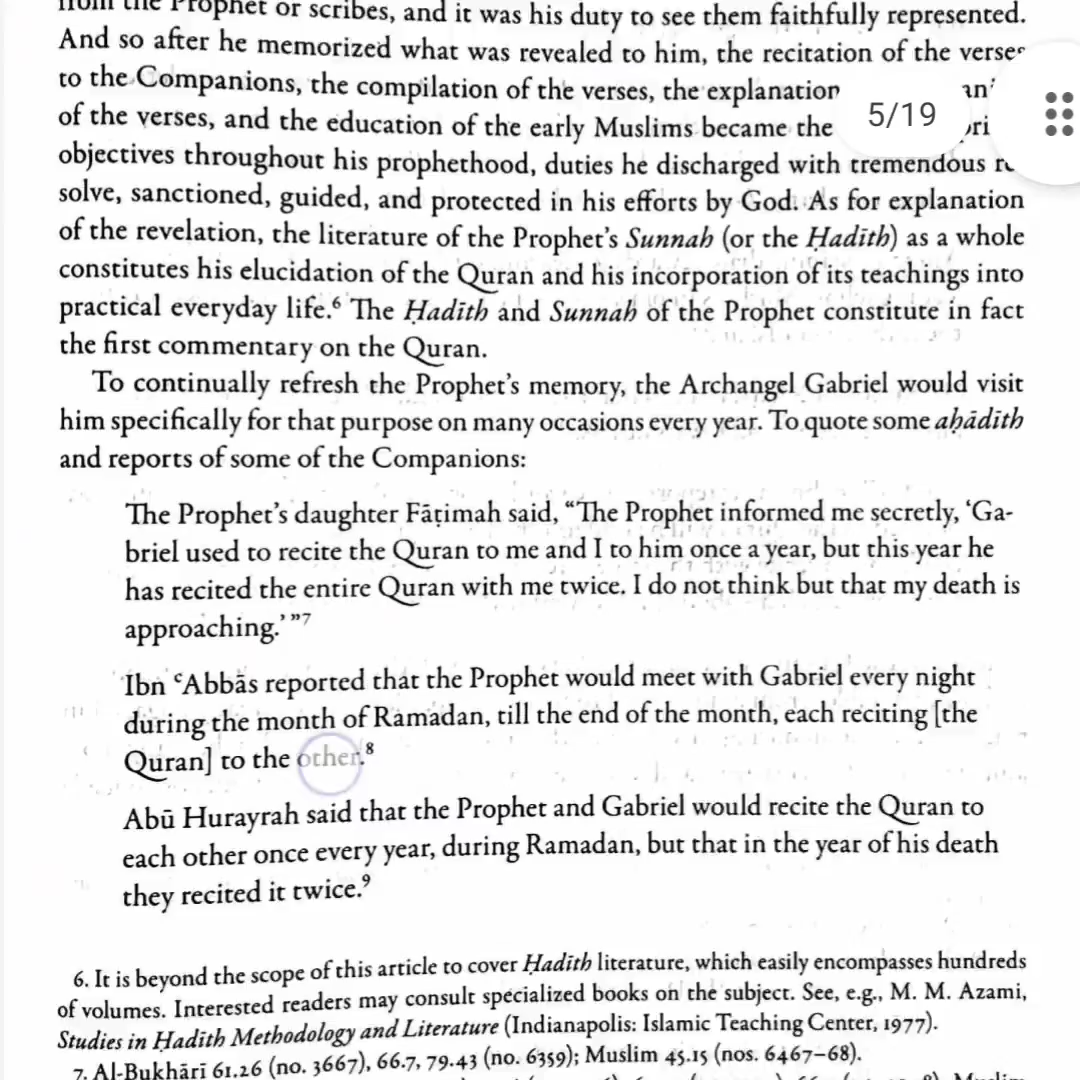 the Prophet or scribes, and it was his duty to see them faithfully represented.
And so after he memorized what was revealed to him, the recitation of the verses
to the Companions, the compilation of the verses, the explanation
of the verses, and the education of the early Muslims became the
5/19
objectives throughout his prophethood, duties he discharged with tremendous re-
solve, sanctioned, guided, and protected in his efforts by God. As for explanation
of the revelation, the literature of the Prophet’s Sunnah (or the Ḥadīth) as a whole
constitutes his elucidation of the Quran and his incorporation of its teachings into
practical everyday life.⁶ The Ḥadīth and Sunnah of the Prophet constitute in fact
the first commentary on the Quran.
To continually refresh the Prophet’s memory, the Archangel Gabriel would visit
him specifically for that purpose on many occasions every year. To quote some aḥādīth
and reports of some of the Companions:
The Prophet’s daughter Fāṭimah said, “The Prophet informed me secretly, ‘Ga-
briel used to recite the Quran to me and I to him once a year, but this year he
has recited the entire Quran with me twice. I do not think but that my death is
approaching.’”⁷
Ibn ʿAbbās reported that the Prophet would meet with Gabriel every night
during the month of Ramadan, till the end of the month, each reciting [the
Quran] to the other.⁸
Abū Hurayrah said that the Prophet and Gabriel would recite the Quran to
each other once every year, during Ramadan, but that in the year of his death
they recited it twice.⁹
6. It is beyond the scope of this article to cover Ḥadīth literature, which easily encompasses hundreds
of volumes. Interested readers may consult specialized books on the subject. See, e.g., M. M. Azami,
Studies in Ḥadīth Methodology and Literature (Indianapolis: Islamic Teaching Center, 1977).
7. Al-Bukhārī 61.26 (no. 3667), 66.7, 79.43 (no. 6359); Muslim 45.15 (nos. 6467–68).